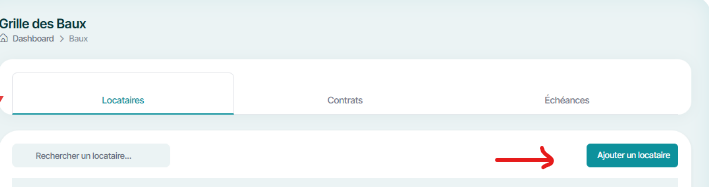 Grille des Baux
Dashboard > Baux
Locataires Contrats Échéances
Rechercher un locataire... Ajouter un locataire